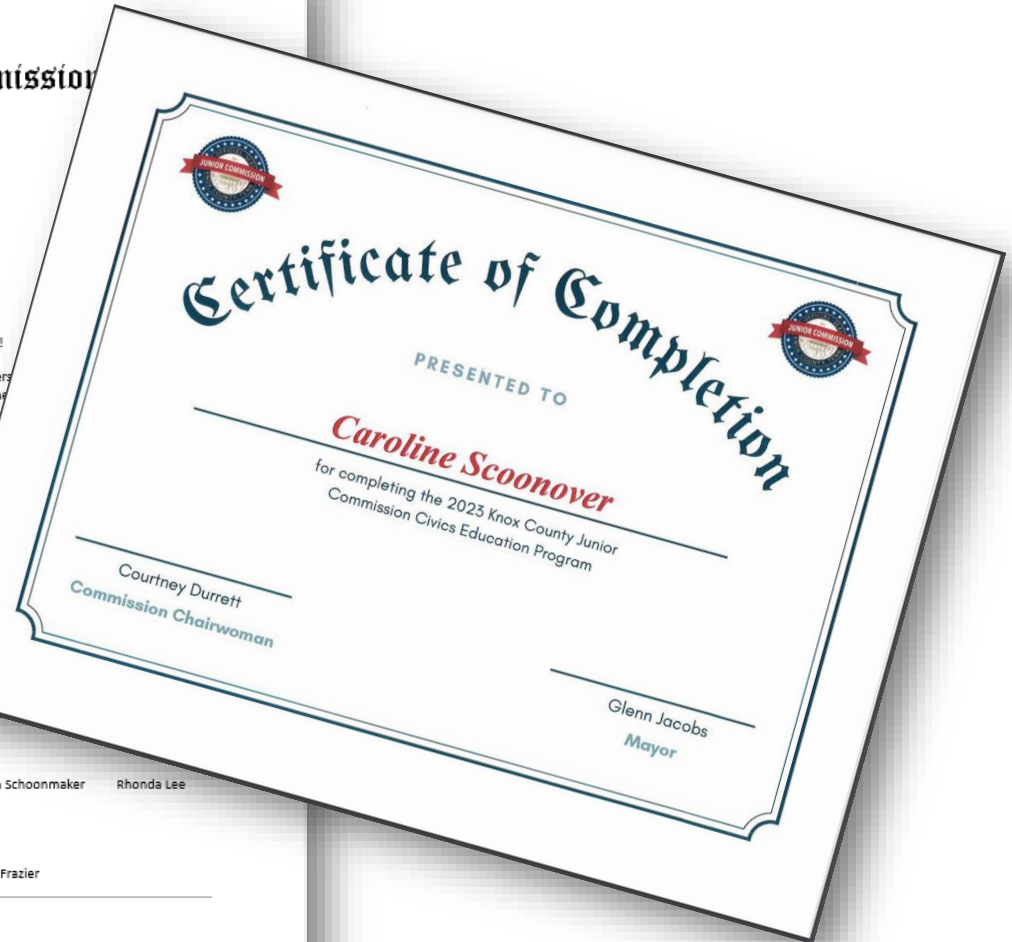 nission
JUNIOR COMMISSION
Certificate of Completion
JUNIOR COMMISSION
PRESENTED TO
Caroline Scoonover
for completing the 2023 Knox County Junior
Commission Civics Education Program
Courtney Durrett
Commission Chairwoman
Glenn Jacobs
Mayor
Schoonmaker Rhonda Lee
Frazier